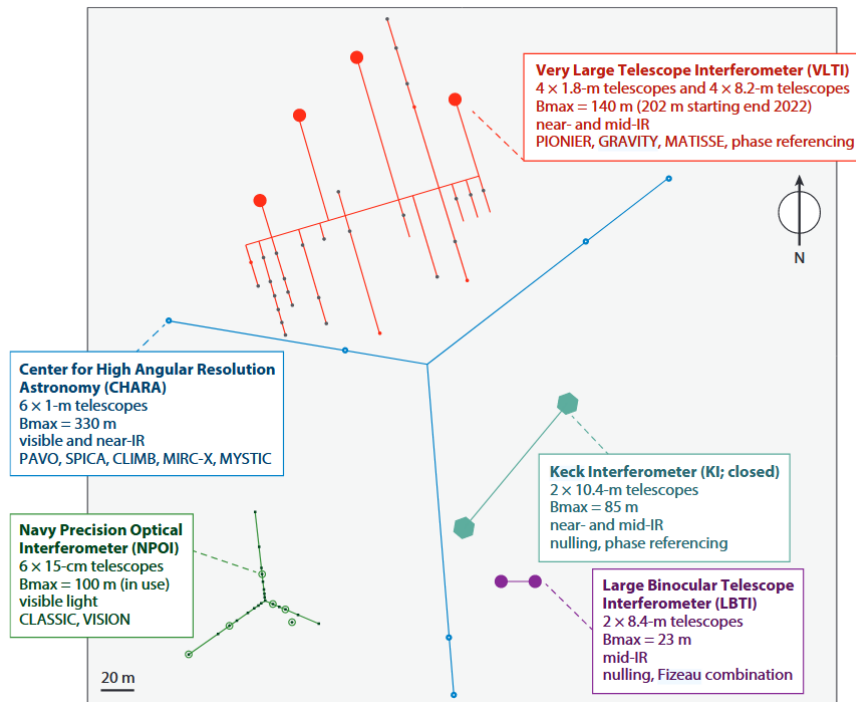 Very Large Telescope Interferometer (VLTI)
4 × 1.8-m telescopes and 4 × 8.2-m telescopes
Bmax = 140 m (202 m starting end 2022)
near- and mid-IR
PIONIER, GRAVITY, MATISSE, phase referencing
N
Center for High Angular Resolution
Astronomy (CHARA)
6 × 1-m telescopes
Bmax = 330 m
visible and near-IR
PAVO, SPICA, CLIMB, MIRC-X, MYSTIC
Keck Interferometer (KI; closed)
2 × 10.4-m telescopes
Bmax = 85 m
near- and mid-IR
nulling, phase referencing
Navy Precision Optical
Interferometer (NPOI)
6 × 15-cm telescopes
Bmax = 100 m (in use)
visible light
CLASSIC, VISION
Large Binocular Telescope
Interferometer (LBTI)
2 × 8.4-m telescopes
Bmax = 23 m
mid-IR
nulling, Fizeau combination
20 m